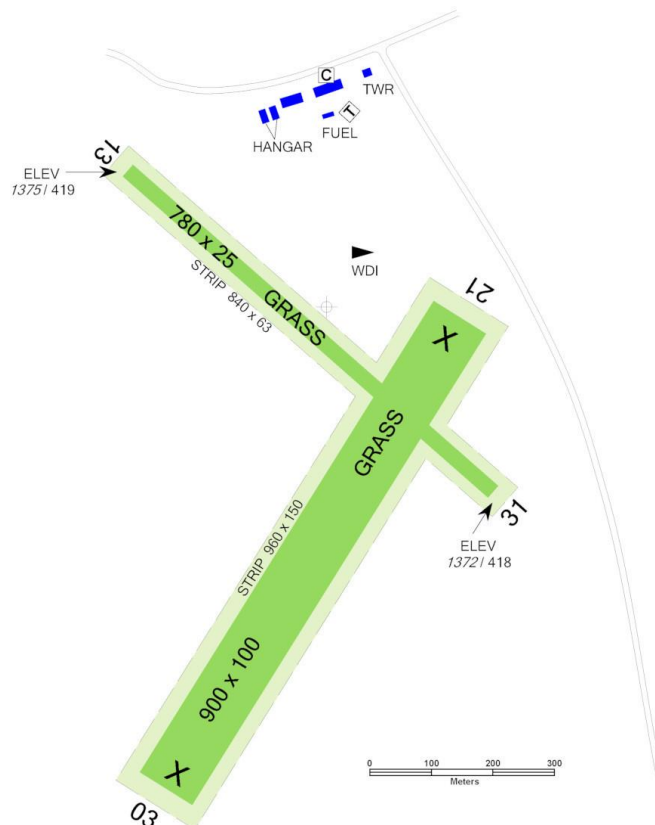 C
TWR
T
FUEL
HANGAR
13
ELEV
1375 / 419
780 x 25
STRIP 840 x 63
GRASS
WDI
21
X
GRASS
STRIP 960 x 150
31
ELEV
1372 / 418
900 x 100
X
03
0 100 200 300
Meters